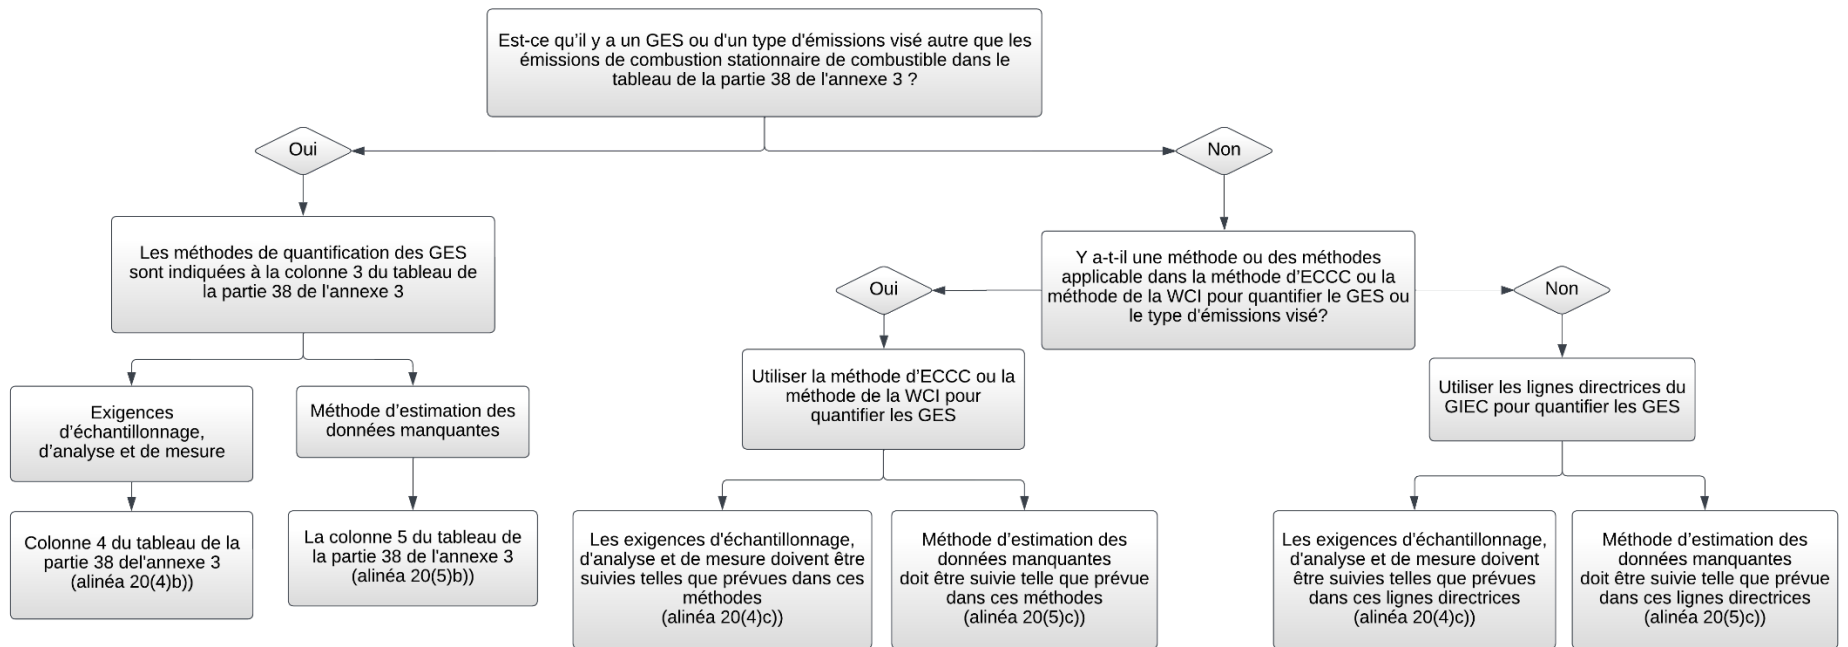 Est-ce qu’il y a un GES ou d'un type d'émissions visé autre que les
émissions de combustion stationnaire de combustible dans le
tableau de la partie 38 de l'annexe 3 ?
Oui
Non
Les méthodes de quantification des GES
sont indiquées à la colonne 3 du tableau de
la partie 38 de l'annexe 3
Y a-t-il une méthode ou des méthodes
applicable dans la méthode d’ECCC ou la
méthode de la WCI pour quantifier le GES ou
le type d'émissions visé?
Oui
Non
Exigences
d’échantillonnage,
d’analyse et de mesure
Méthode d’estimation des
données manquantes
Utiliser la méthode d’ECCC ou la
méthode de la WCI pour
quantifier les GES
Utiliser les lignes directrices du
GIEC pour quantifier les GES
Colonne 4 du tableau de la
partie 38 del'annexe 3
(alinéa 20(4)b))
La colonne 5 du tableau de
la partie 38 de l'annexe 3
(alinéa 20(5)b))
Les exigences d'échantillonnage,
d'analyse et de mesure doivent être
suivies telles que prévues dans ces
méthodes
(alinéa 20(4)c))
Méthode d’estimation des
données manquantes
doit être suivie telle que prévue
dans ces méthodes
(alinéa 20(5)c))
Les exigences d'échantillonnage,
d'analyse et de mesure doivent
être suivies telles que prévues
dans ces lignes directrices
(alinéa 20(4)c))
Méthode d’estimation des
données manquantes
doit être suivie telle que prévue
dans ces lignes directrices
(alinéa 20(5)c))